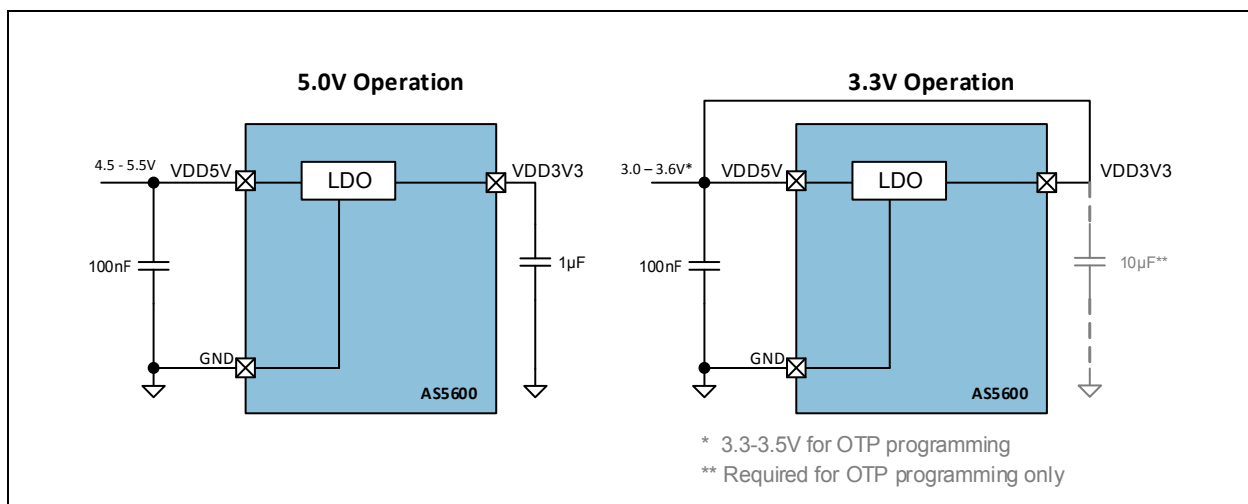 5.0V Operation
4.5 - 5.5V
VDD5V
LDO
VDD3V3
100nF
1µF
GND
AS5600
3.3V Operation
3.0 – 3.6V*
VDD5V
LDO
VDD3V3
100nF
10µF**
GND
AS5600
* 3.3-3.5V for OTP programming
** Required for OTP programming only